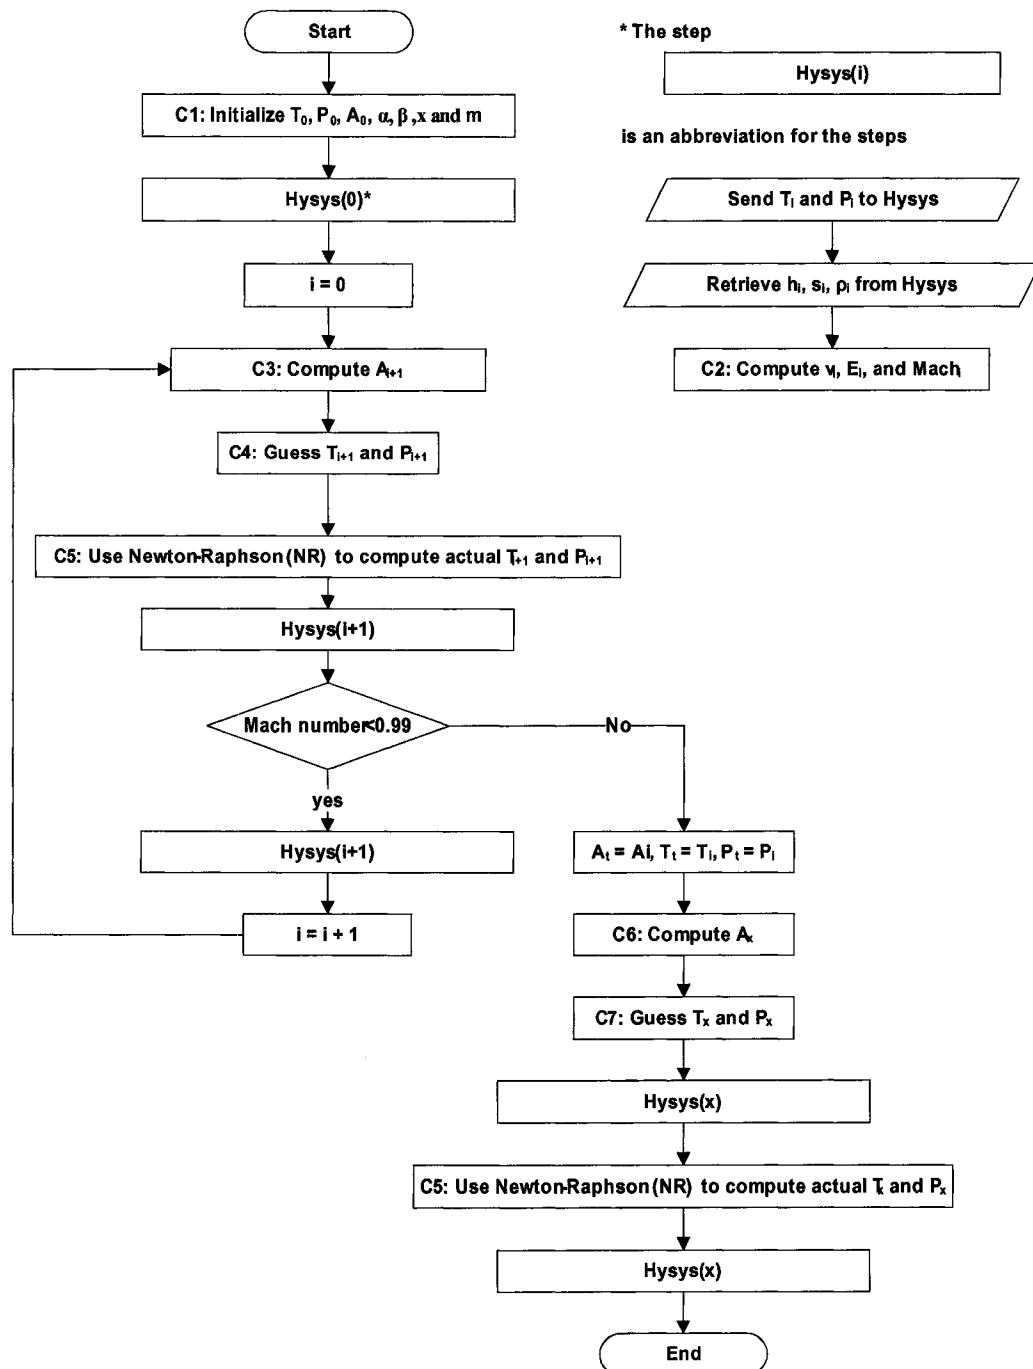 Start
C1: Initialize T₀, P₀, A₀, α, β ,x and m
Hysys(0)*
i = 0
C3: Compute Aᵢ₊₁
C4: Guess Tᵢ₊₁ and Pᵢ₊₁
C5: Use Newton-Raphson (NR) to compute actual Tᵢ₊₁ and Pᵢ₊₁
Hysys(i+1)
Mach number<0.99
yes
Hysys(i+1)
i = i + 1
No
Aₜ = Ai, Tₜ = Tᵢ, Pₜ = Pᵢ
C6: Compute Aₓ
C7: Guess Tₓ and Pₓ
Hysys(x)
C5: Use Newton-Raphson (NR) to compute actual Tₓ and Pₓ
Hysys(x)
End
* The step
Hysys(i)
is an abbreviation for the steps
Send Tᵢ and Pᵢ to Hysys
Retrieve hᵢ, sᵢ, ρᵢ from Hysys
C2: Compute vᵢ, Eᵢ, and Machᵢ